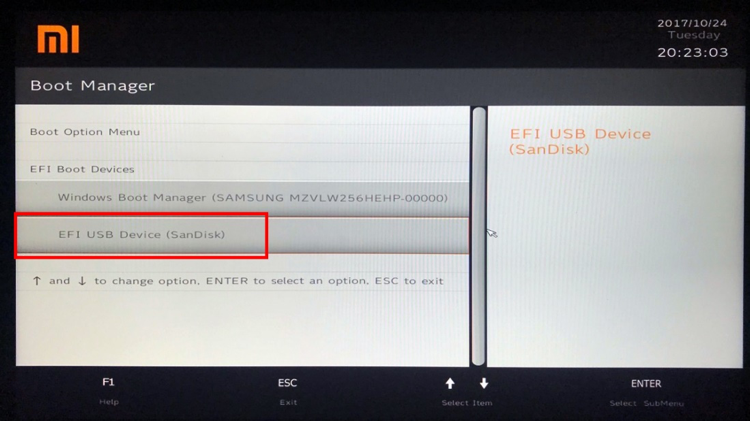 mi
2017/10/24
Tuesday
20:23:03
Boot Manager
Boot Option Menu
EFI Boot Devices
Windows Boot Manager (SAMSUNG MZVLW256HEHP-00000)
EFI USB Device (SanDisk)
↑ and ↓ to change option, ENTER to select an option, ESC to exit
EFI USB Device
(SanDisk)
F1
Help
ESC
Exit
↑ ↓
Select Item
ENTER
Select SubMenu